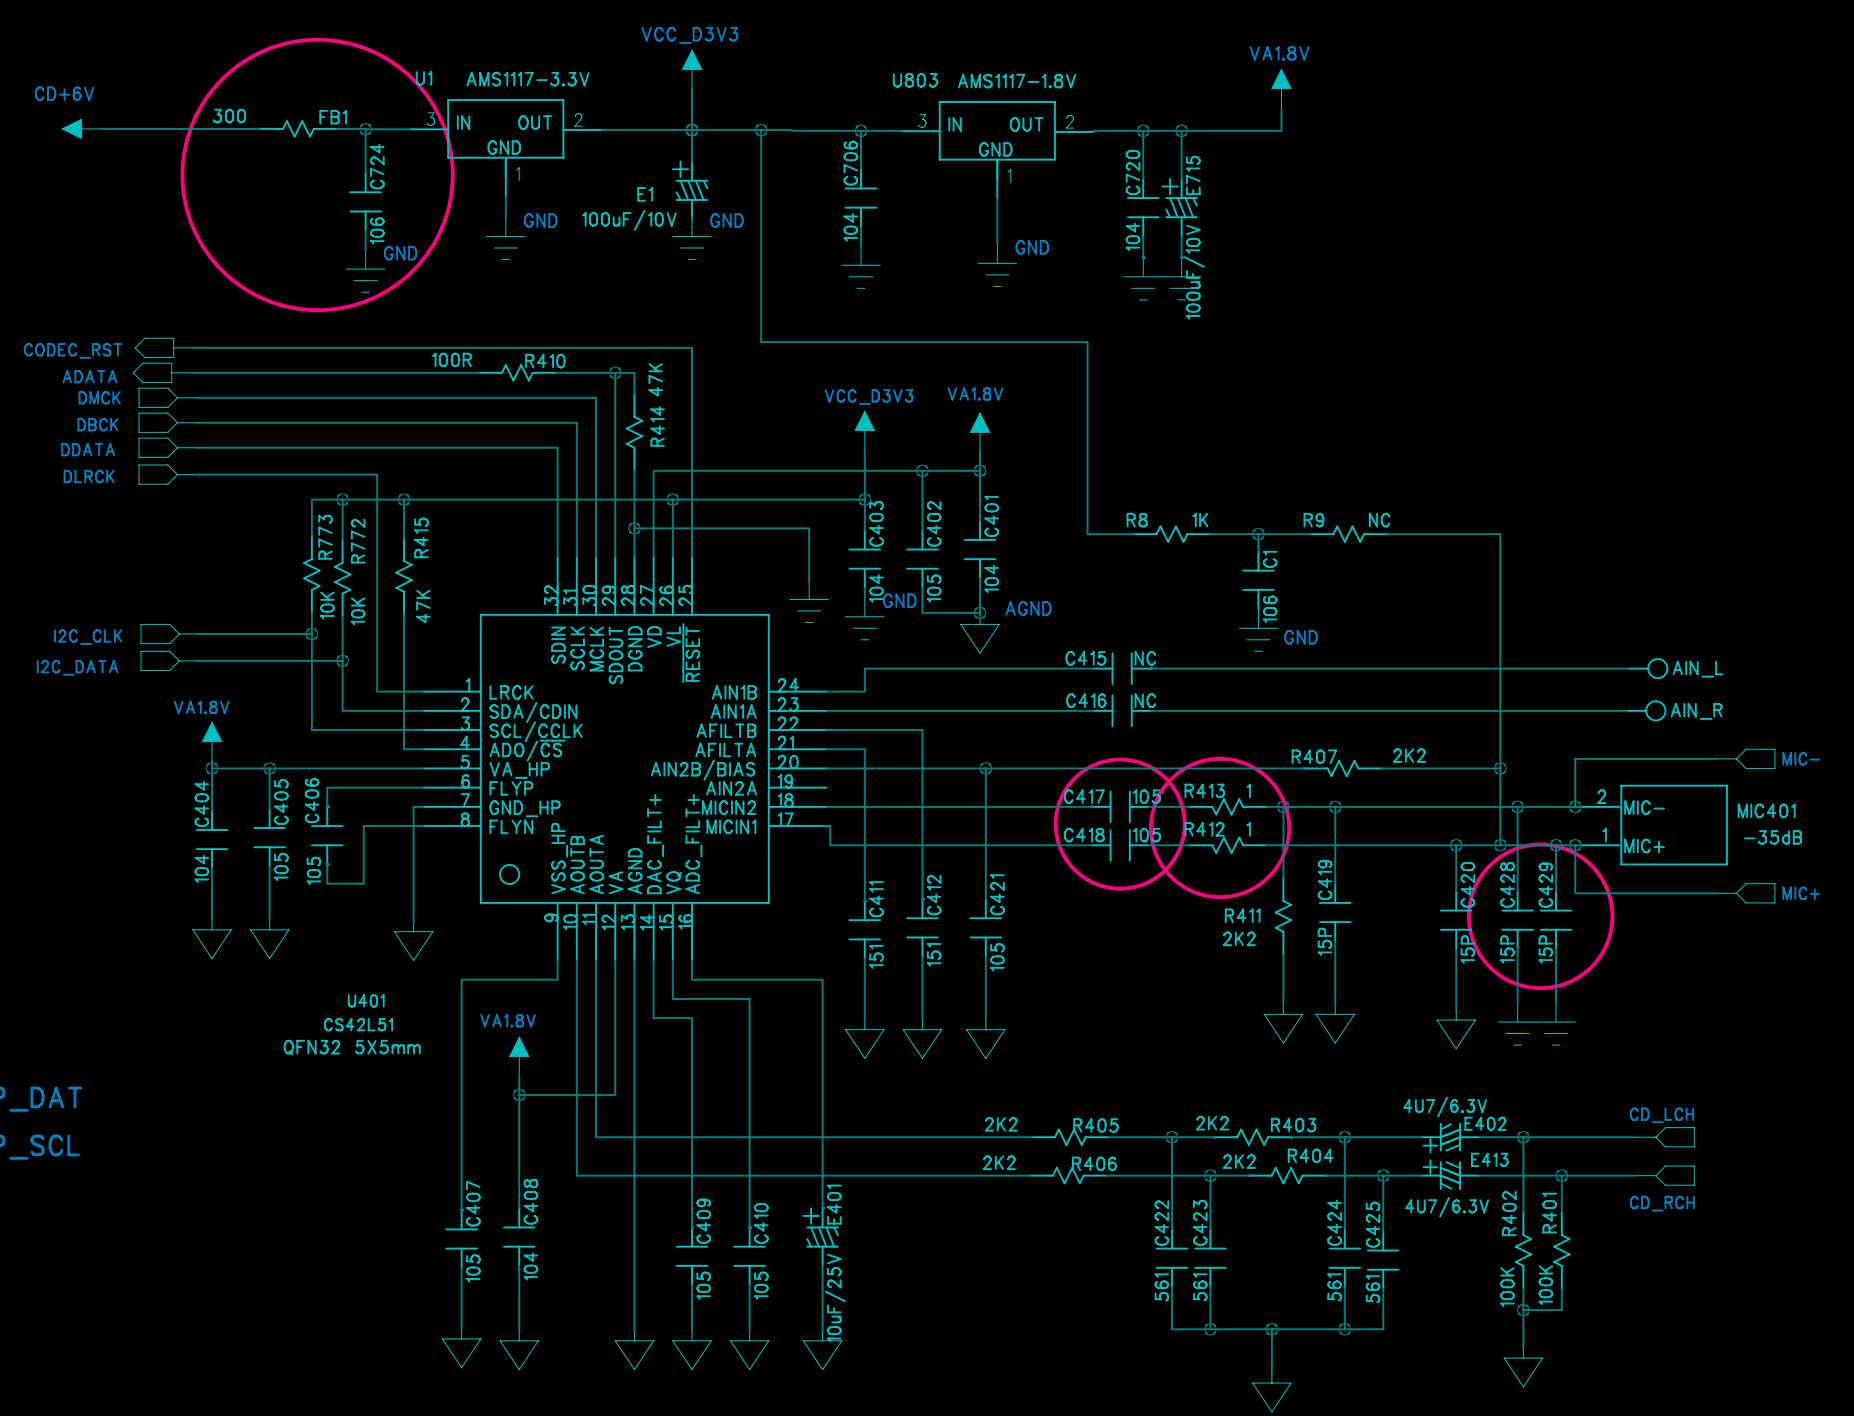 VCC_D3V3
CD+6V
300
FB1
C724
106
GND
U1
AMS1117-3.3V
3
IN
OUT
GND
2
1
GND
E1
100uF/10V
GND
C706
104
U803
AMS1117-1.8V
3
IN
OUT
GND
2
1
GND
VA1.8V
C720
104
E715
100uF/10V
CODEC_RST
ADATA
DMCK
DBCK
DDATA
DLRCK
100R
R410
R414
47K
R773
10K
R772
10K
R415
47K
I2C_CLK
I2C_DATA
VCC_D3V3
VA1.8V
C403
104
GND
C402
105
C401
104
AGND
R8
1K
R9
NC
C1
106
GND
32
31
30
29
28
27
26
25
SDIN
SCLK
MCLK
SDOUT
DGND
VD
VL
RESET
1
LRCK
2
SDA/CDIN
3
SCL/CCLK
4
ADO/CS
5
VA_HP
6
FLYP
7
GND_HP
8
FLYN
AIN1B
24
AIN1A
23
AFILTB
22
AFILTA
21
AIN2B/BIAS
20
AIN2A
19
MICIN2
18
MICIN1
17
VSS_HP
AOUTB
AOUTA
VA
AGND
DAC_FILT+
VQ
ADC_FILT+
9
10
11
12
13
14
15
16
VA1.8V
C404
104
C405
105
C406
105
C415
NC
AIN_L
C416
NC
AIN_R
R407
2K2
C417
105
R413
1
C418
105
R412
1
MIC-
2
MIC-
1
MIC+
MIC401
-35dB
MIC+
C411
151
C412
151
C421
105
R411
2K2
C419
15P
C420
15P
C428
15P
C429
15P
U401
CS42L51
QFN32 5X5mm
VA1.8V
P_DAT
P_SCL
C407
105
C408
104
C409
105
C410
105
E401
10uF/25V
2K2
R405
2K2
R403
2K2
R406
2K2
R404
4U7/6.3V
E402
E413
4U7/6.3V
CD_LCH
CD_RCH
C422
561
C423
561
C424
561
C425
561
R402
100K
R401
100K